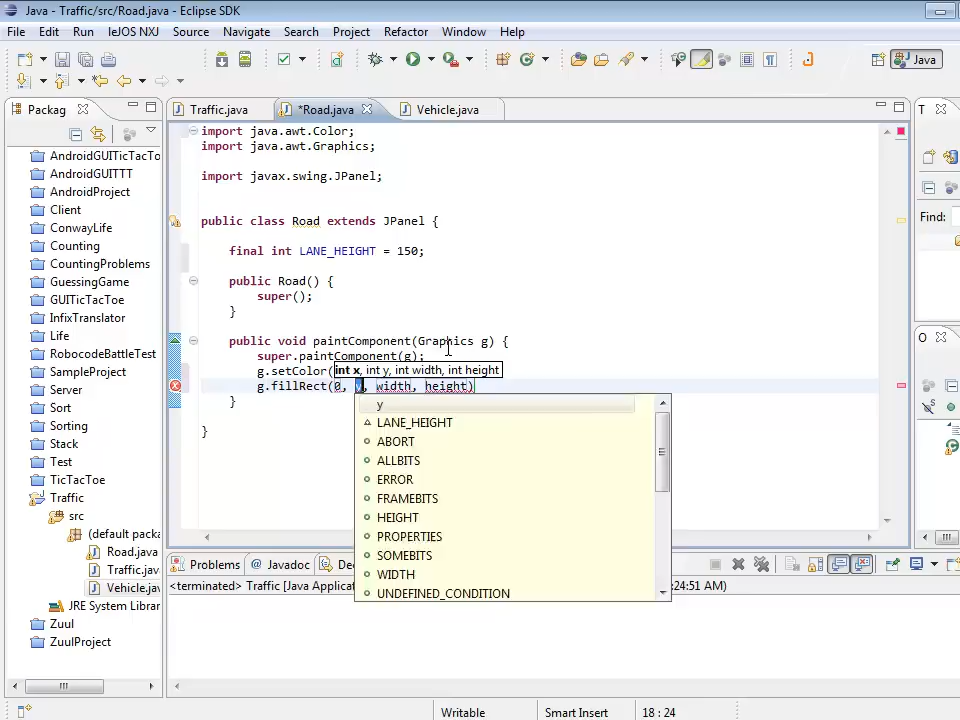 Java - Traffic/src/Road.java - Eclipse SDK
File Edit Run leJOS NXJ Source Navigate Search Project Refactor Window Help
Java
Packag
Traffic.java *Road.java Vehicle.java
T
AndroidGUITicTacTo
AndroidGUITTT
AndroidProject
Client
ConwayLife
Counting
CountingProblems
GuessingGame
GUITicTacToe
InfixTranslator
Life
RobocodeBattleTest
SampleProject
Server
Sort
Sorting
Stack
Test
TicTacToe
Traffic
src
(default packa
Road.java
Traffic.jav
Vehicle.jav
JRE System Librar
Zuul
ZuulProject
import java.awt.Color;
import java.awt.Graphics;
import javax.swing.JPanel;
public class Road extends JPanel {
final int LANE_HEIGHT = 150;
public Road() {
super();
}
public void paintComponent(Graphics g) {
super.paintComponent(g);
g.setColor(
int x, int y, int width, int height
g.fillRect(0, y, width, height)
}
}
y
LANE_HEIGHT
ABORT
ALLBITS
ERROR
FRAMEBITS
HEIGHT
PROPERTIES
SOMEBITS
WIDTH
UNDEFINED_CONDITION
Find:
O
Problems @ Javadoc De
<terminated> Traffic [Java Applica :24:51 AM)
Writable Smart Insert 18 : 24